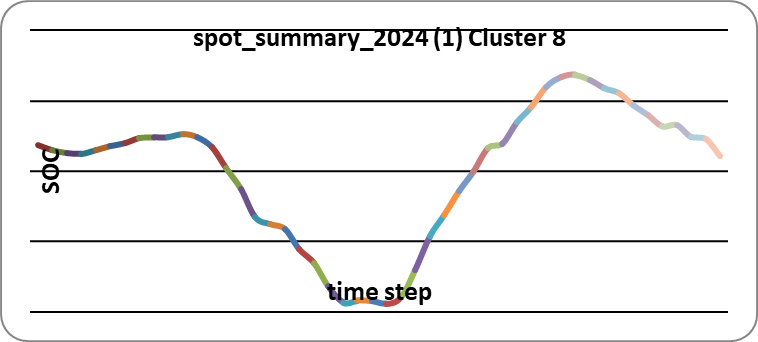 spot_summary_2024 (1) Cluster 8
SOC
time step